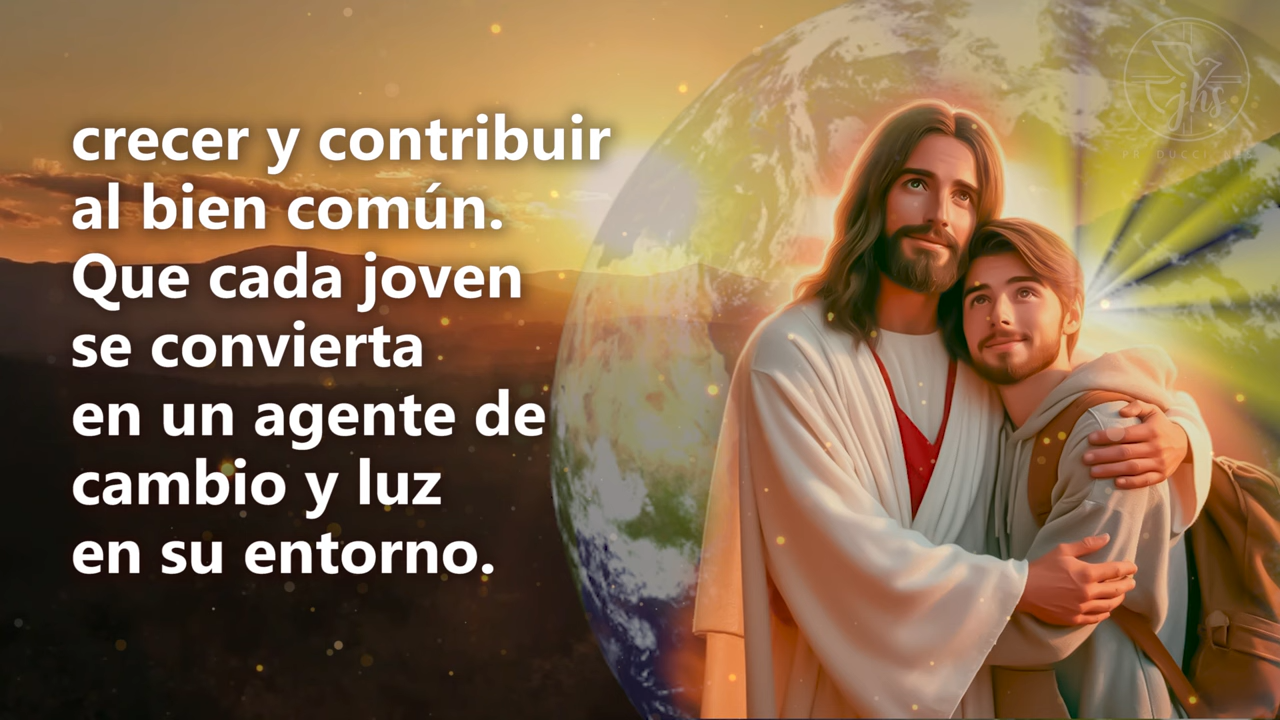 crecer y contribuir
al bien común.
Que cada joven
se convierta
en un agente de
cambio y luz
en su entorno.
jhs